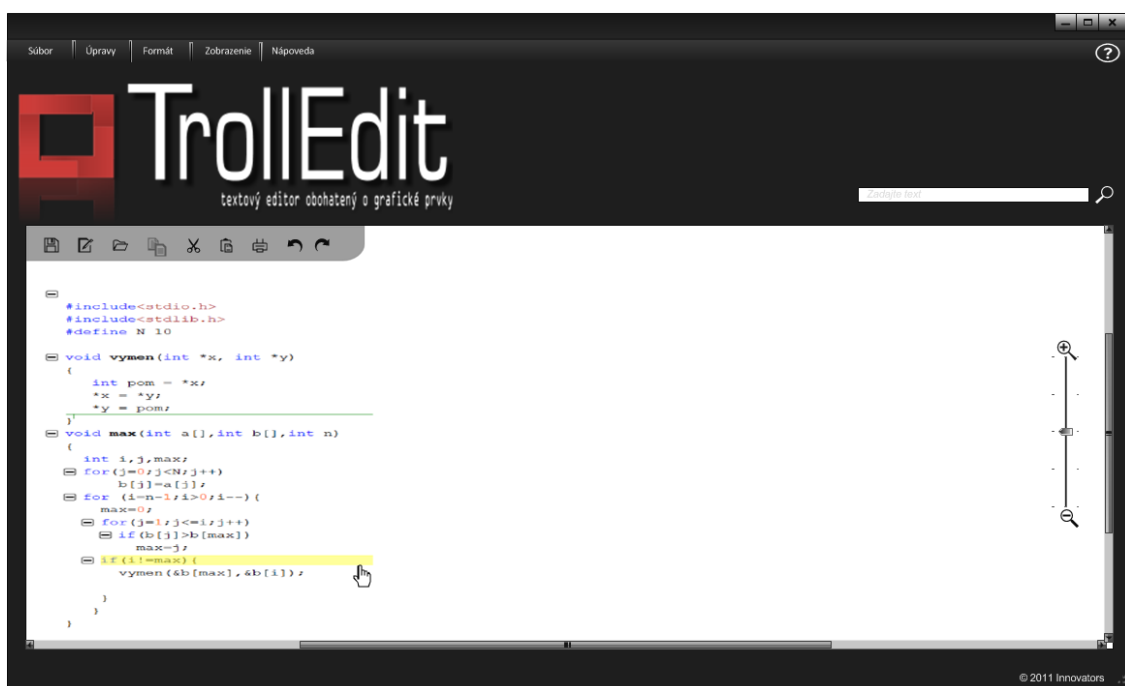 Súbor Úpravy Formát Zobrazenie Nápoveda
?
TrollEdit
textový editor obohatený o grafické prvky
Zadajte text
#include<stdio.h>
#include<stdlib.h>
#define N 10
void vymen(int *x, int *y)
{
int pom = *x;
*x = *y;
*y = pom;
}
void max(int a[],int b[],int n)
{
int i,j,max;
for(j=0;j<N;j++)
b[j]=a[j];
for (i=n-1;i>0;i--){
max=0;
for(j=1;j<=i;j++)
if(b[j]>b[max])
max=j;
if(i!=max){
vymen(&b[max],&b[i]);
}
}
}
© 2011 Innovators